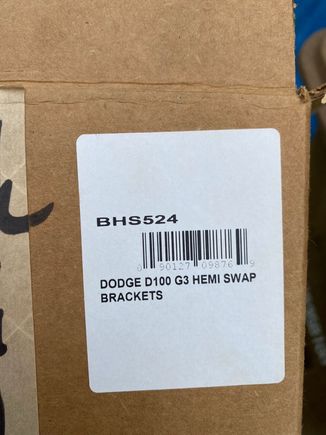 BHS524
0 90127 09876 9
DODGE D100 G3 HEMI SWAP
BRACKETS